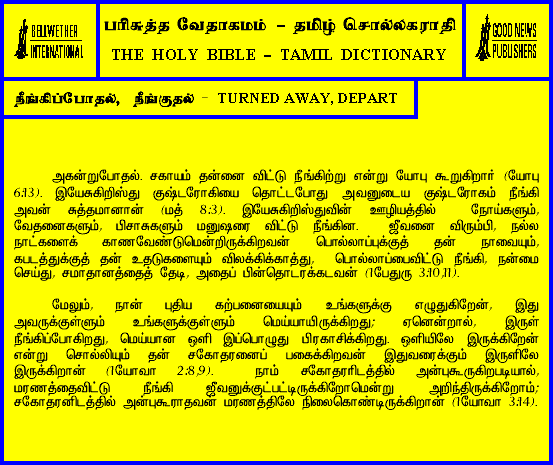 BELLWETHER
INTERNATIONAL
பரிசுத்த வேதாகமம் – தமிழ் சொல்லகராதி
THE HOLY BIBLE – TAMIL DICTIONARY
GOOD NEWS
PUBLISHERS
நீங்கிப்போதல், நீங்குதல் – TURNED AWAY, DEPART
அகன்றுபோதல். சகாயம் தன்னை விட்டு நீங்கிற்று என்று யோபு கூறுகிறார் (யோபு
6:13). இயேசுகிறிஸ்து குஷ்டரோகியை தொட்டபோது அவனுடைய குஷ்டரோகம் நீங்கி
அவன் சுத்தமானான் (மத் 8:3). இயேசுகிறிஸ்துவின் ஊழியத்தில் நோய்களும்,
வேதனைகளும், பிசாசுகளும் மனுஷரை விட்டு நீங்கின. ஜீவனை விரும்பி, நல்ல
நாட்களைக் காணவேண்டுமென்றிருக்கிறவன் பொல்லாப்புக்குத் தன் நாவையும்,
கபடத்துக்குத் தன் உதடுகளையும் விலக்கிக்காத்து, பொல்லாப்பைவிட்டு நீங்கி, நன்மை
செய்து, சமாதானத்தைத் தேடி, அதைப் பின்தொடரக்கடவன் (1பேதுரு 3:10,11).
மேலும், நான் புதிய கற்பனையையும் உங்களுக்கு எழுதுகிறேன், இது
அவருக்குள்ளும் உங்களுக்குள்ளும் மெய்யாயிருக்கிறது; ஏனென்றால், இருள்
நீங்கிப்போகிறது, மெய்யான ஒளி இப்பொழுது பிரகாசிக்கிறது. ஒளியிலே இருக்கிறேன்
என்று சொல்லியும் தன் சகோதரனைப் பகைக்கிறவன் இதுவரைக்கும் இருளிலே
இருக்கிறான் (1யோவா 2:8,9). நாம் சகோதரரிடத்தில் அன்புகூருகிறபடியால்,
மரணத்தைவிட்டு நீங்கி ஜீவனுக்குட்பட்டிருக்கிறோமென்று அறிந்திருக்கிறோம்;
சகோதரனிடத்தில் அன்புகூராதவன் மரணத்திலே நிலைகொண்டிருக்கிறான் (1யோவா 3:14).